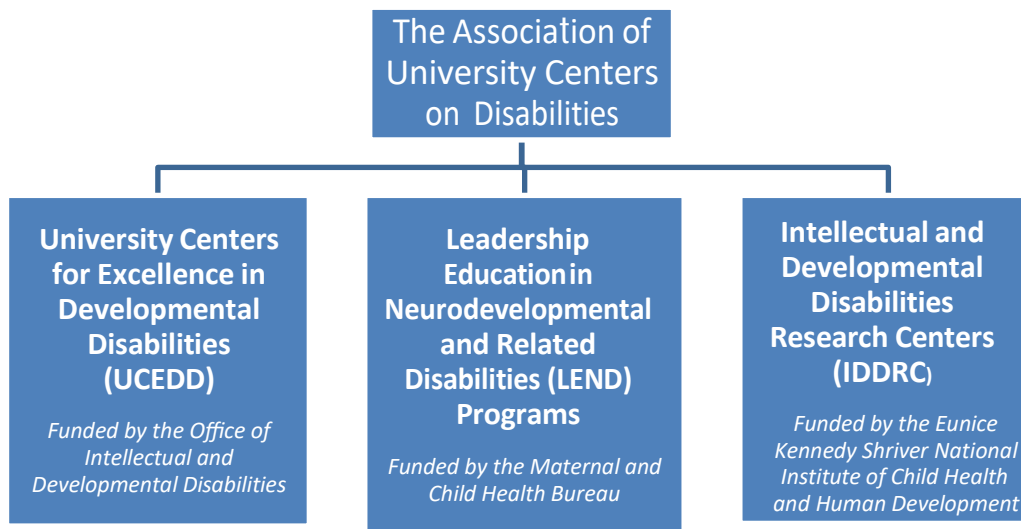 The Association of
University Centers
on Disabilities
University Centers
for Excellence in
Developmental
Disabilities
(UCEDD)
Funded by the Office of
Intellectual and
Developmental Disabilities
Leadership
Education in
Neurodevelopmental
and Related
Disabilities (LEND)
Programs
Funded by the Maternal and
Child Health Bureau
Intellectual and
Developmental
Disabilities
Research Centers
(IDDRC)
Funded by the Eunice
Kennedy Shriver National
Institute of Child Health
and Human Development